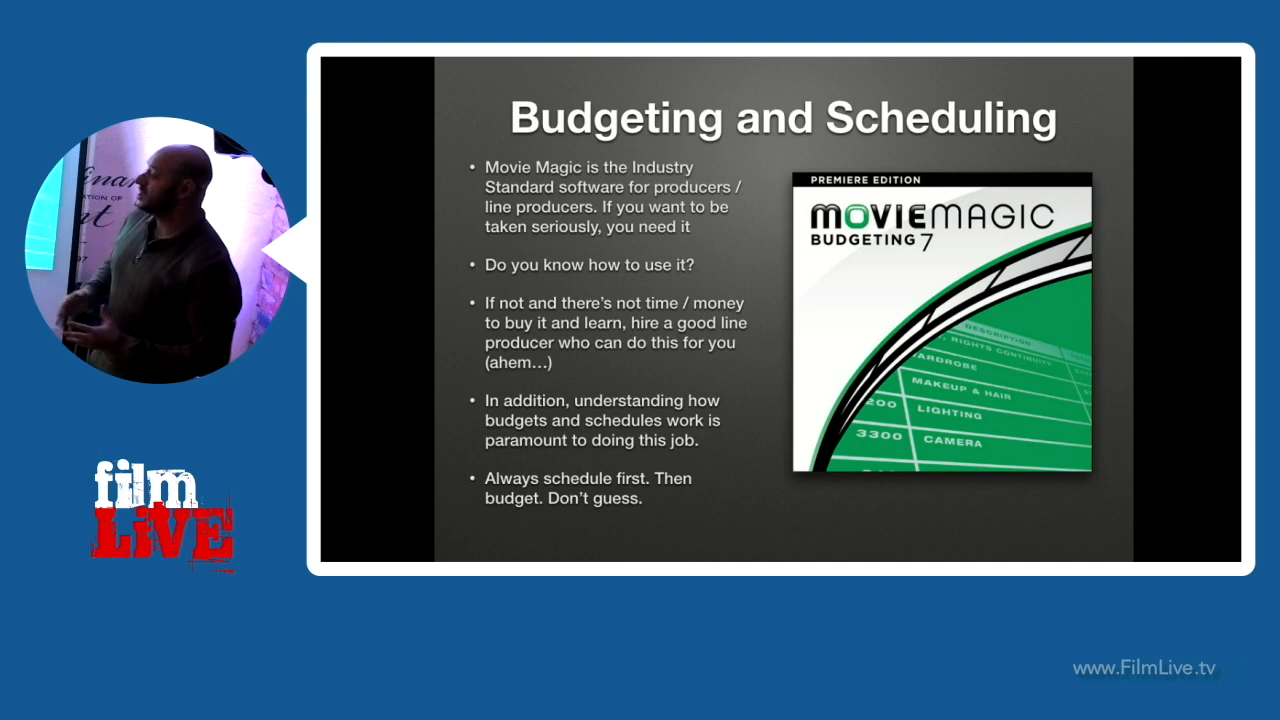 Budgeting and Scheduling
• Movie Magic is the Industry
Standard software for producers /
line producers. If you want to be
taken seriously, you need it
• Do you know how to use it?
• If not and there’s not time / money
to buy it and learn, hire a good line
producer who can do this for you
(ahem…)
• In addition, understanding how
budgets and schedules work is
paramount to doing this job.
• Always schedule first. Then
budget. Don’t guess.
PREMIERE EDITION
MOVIEMAGIC
BUDGETING 7
DESCRIPTION
RIGHTS CONTINUITY
MAKEUP & HAIR
LIGHTING
3300 CAMERA
film
LiVE
www.FilmLive.tv